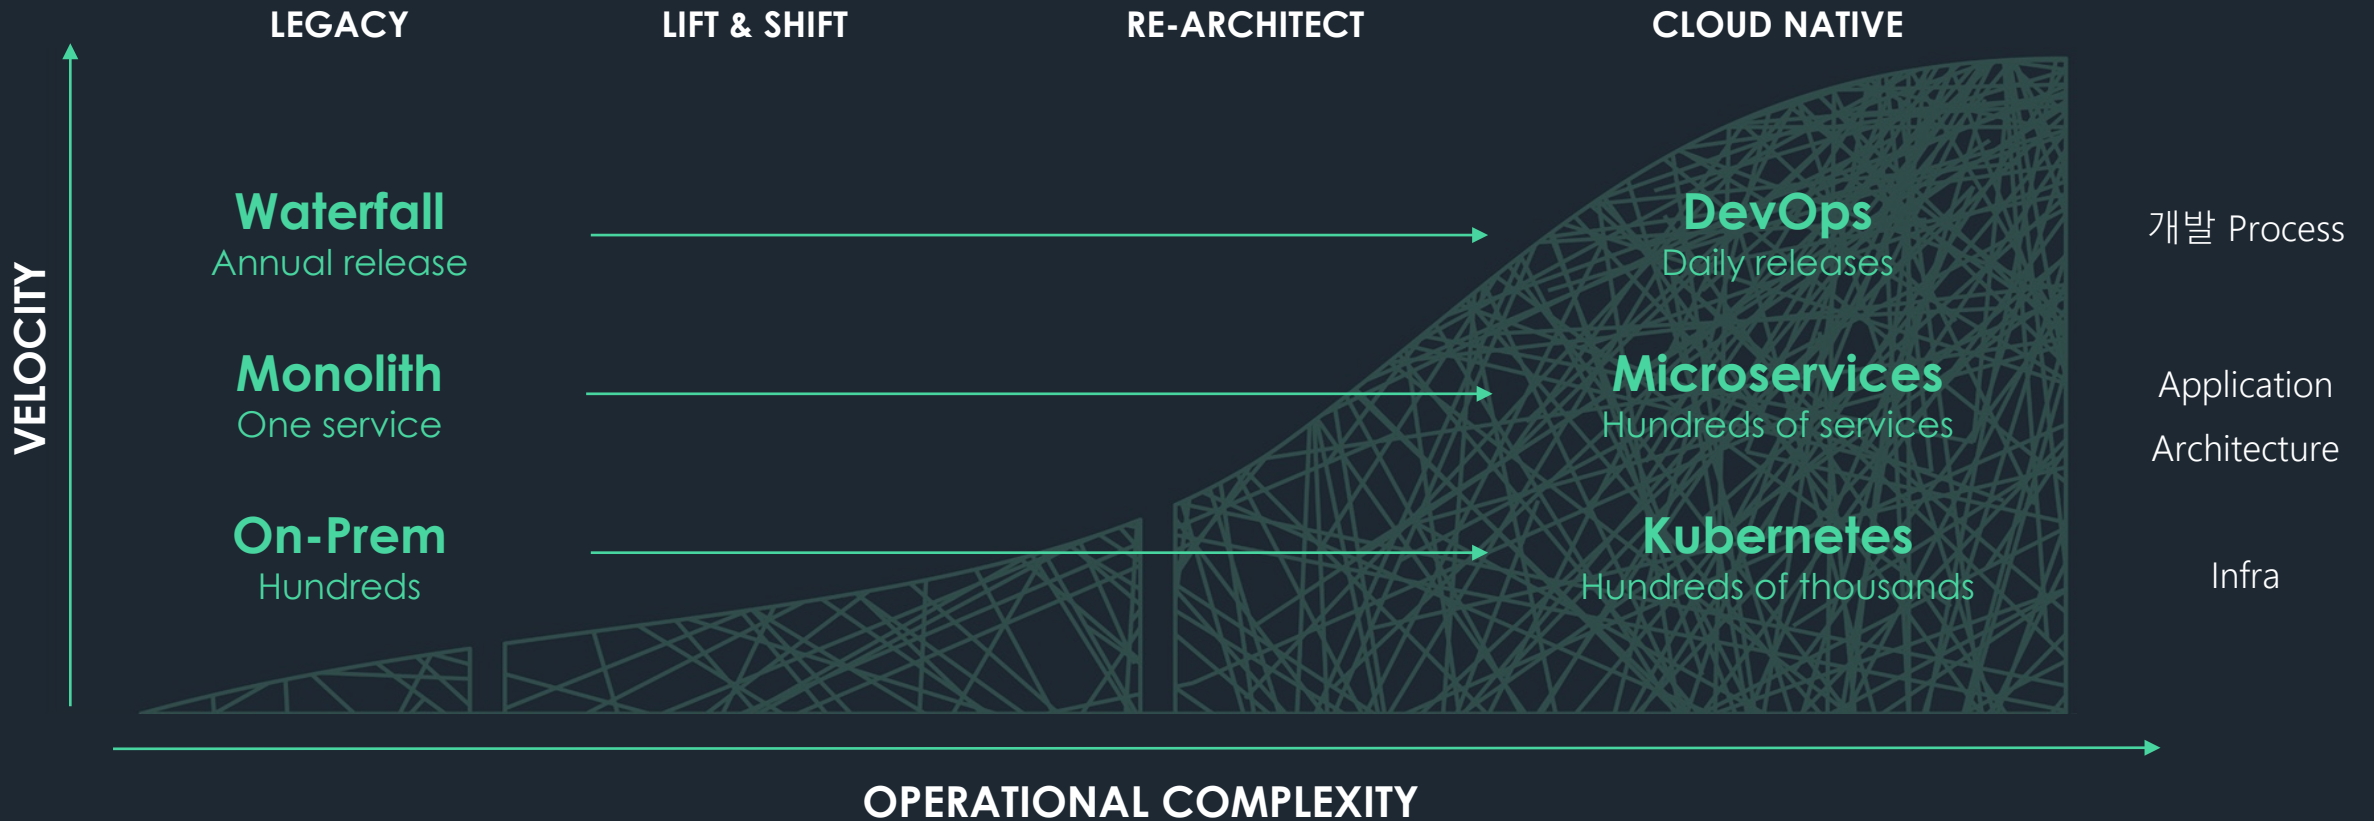 LEGACY
LIFT & SHIFT
RE-ARCHITECT
CLOUD NATIVE
VELOCITY
Waterfall
Annual release
DevOps
Daily releases
개발 Process
Monolith
One service
Microservices
Hundreds of services
Application
Architecture
On-Prem
Hundreds
Kubernetes
Hundreds of thousands
Infra
OPERATIONAL COMPLEXITY